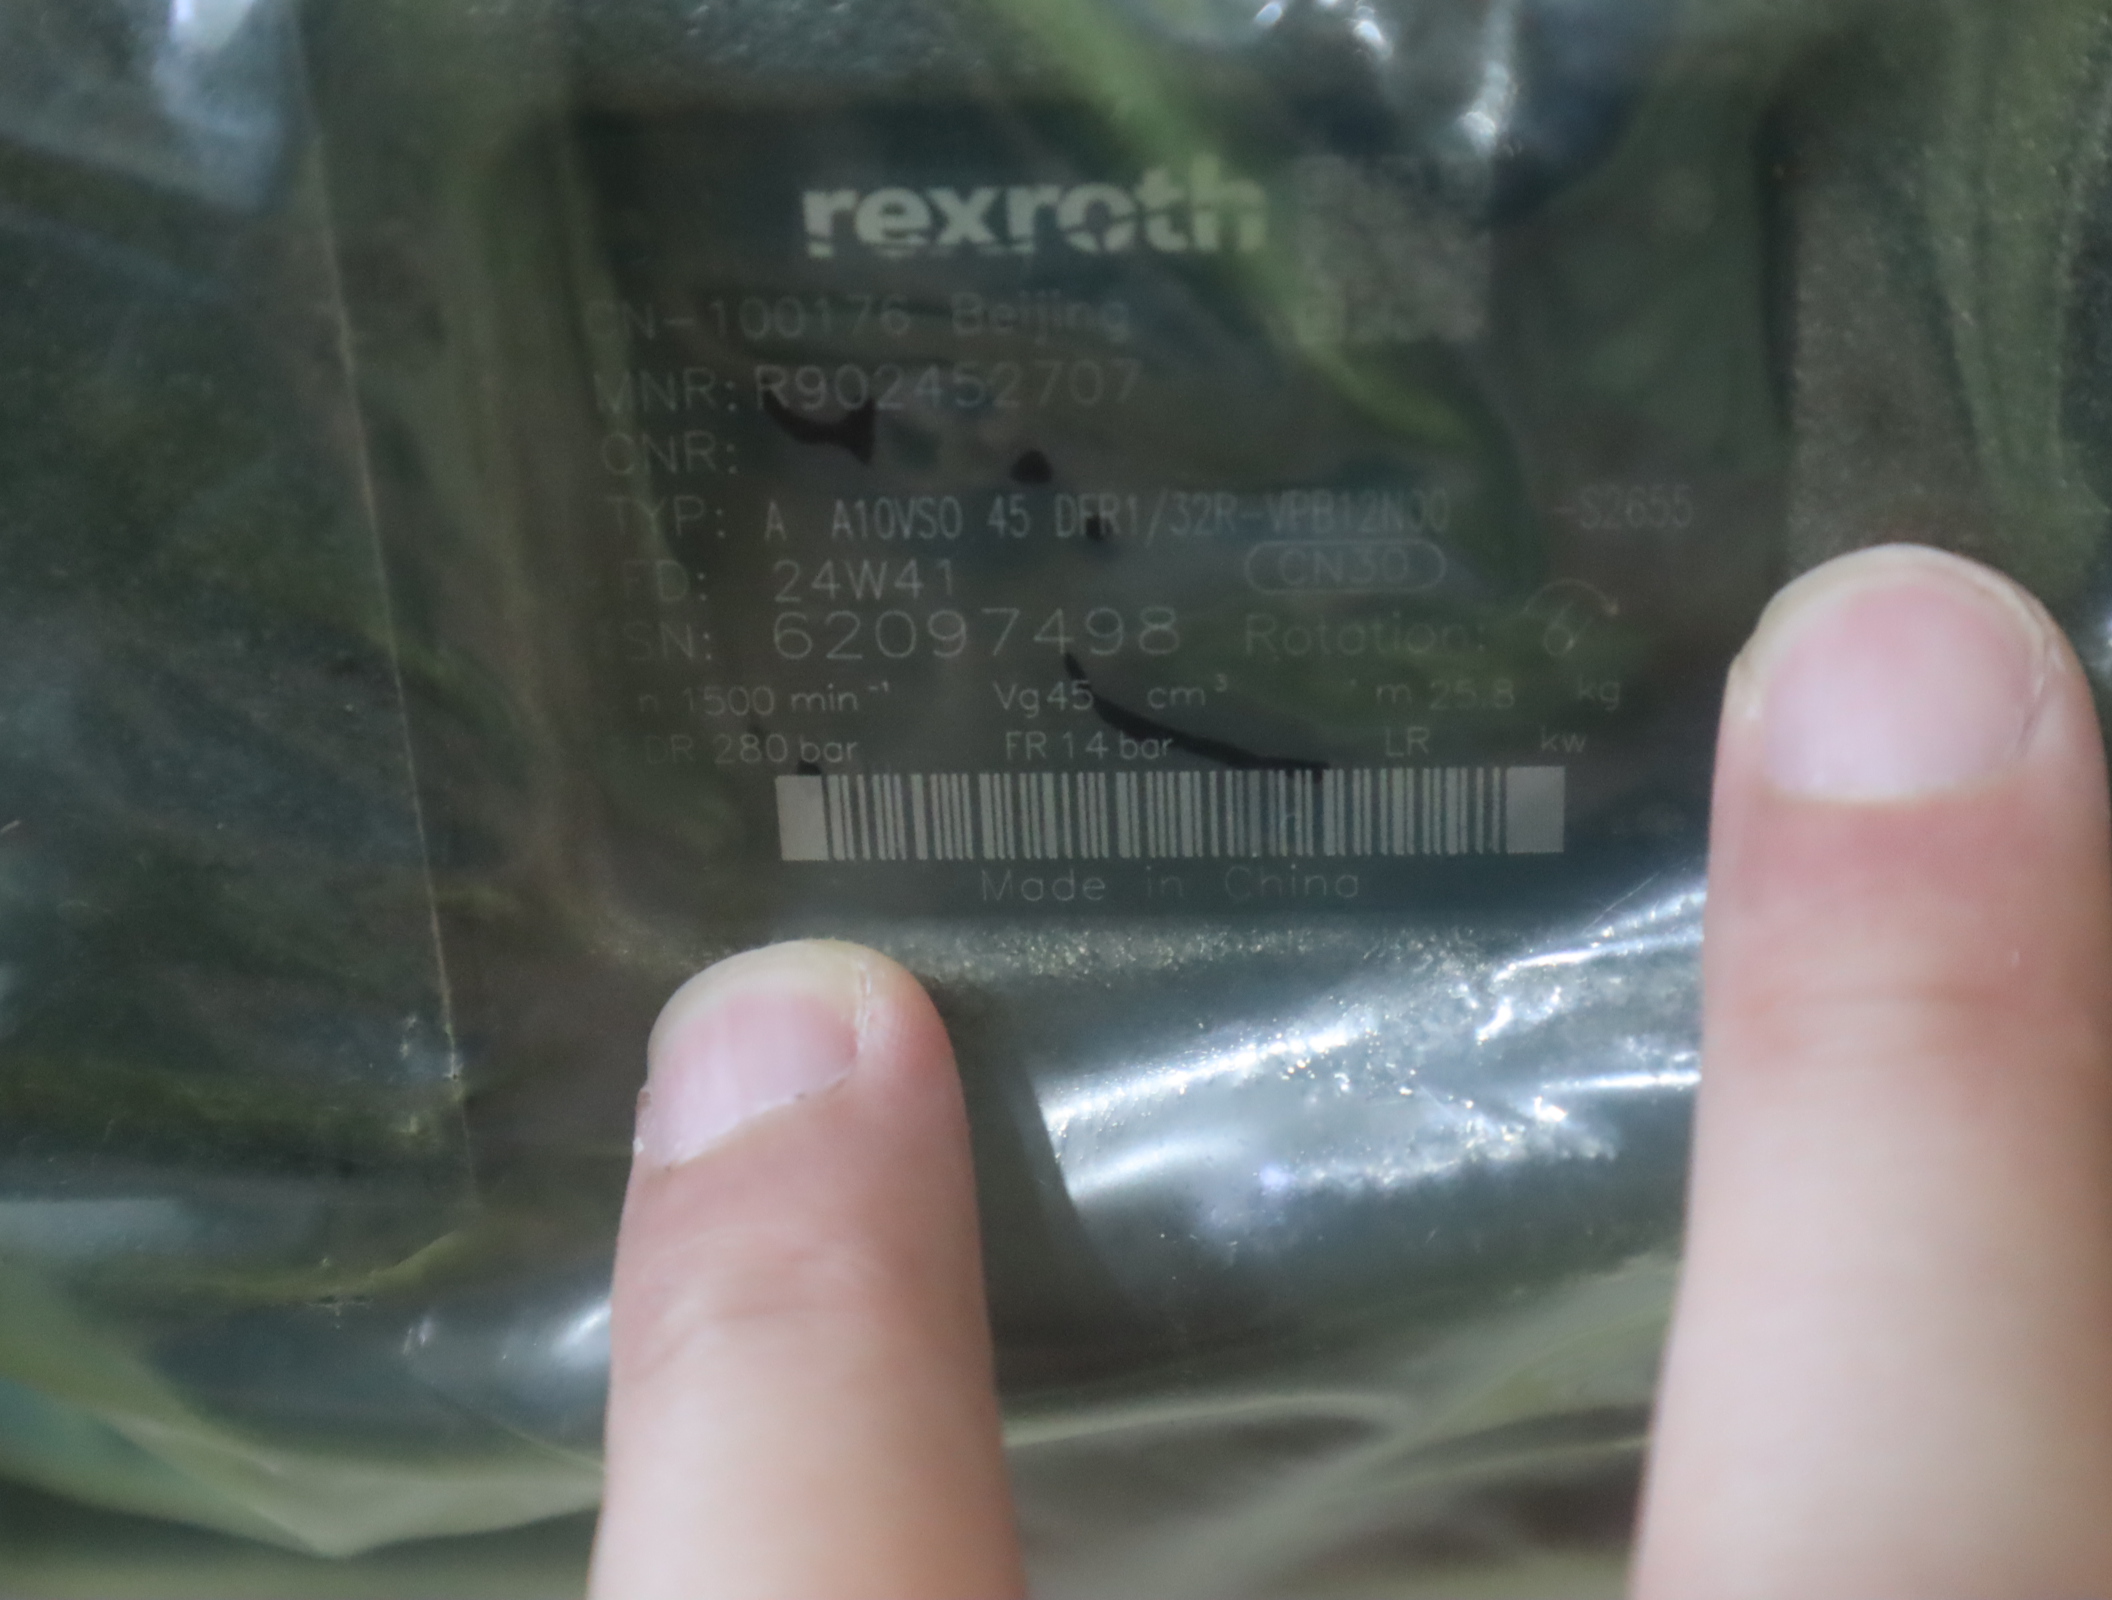 rexroth
CN-100176 Beijing
MNR: R902452707
CNR:
TYP: A A10VSO 45 DFR1/32R-VPB12N00 -S2655
FD: 24W41 CN30
SN: 62097498 Rotation:
n 1500 min⁻¹ Vg 45 cm³ m 25.8 kg
DR 280 bar FR 14 bar LR kw
Made in China